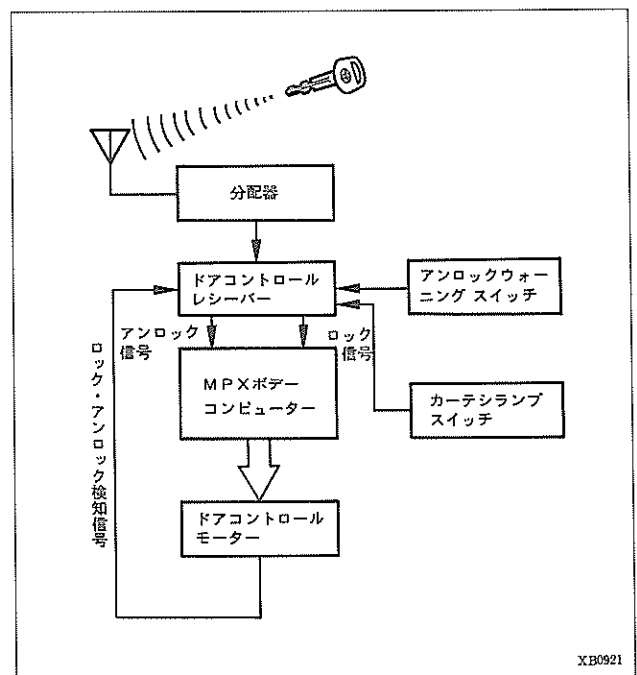 分配器
ドアコントロール
レシーバー
アンロックウォー
ニング スイッチ
アンロック
信号
ロック
信号
MPXボデー
コンピューター
カーテシランプ
スイッチ
ロック・アンロック検知信号
ドアコントロール
モーター
XB0921